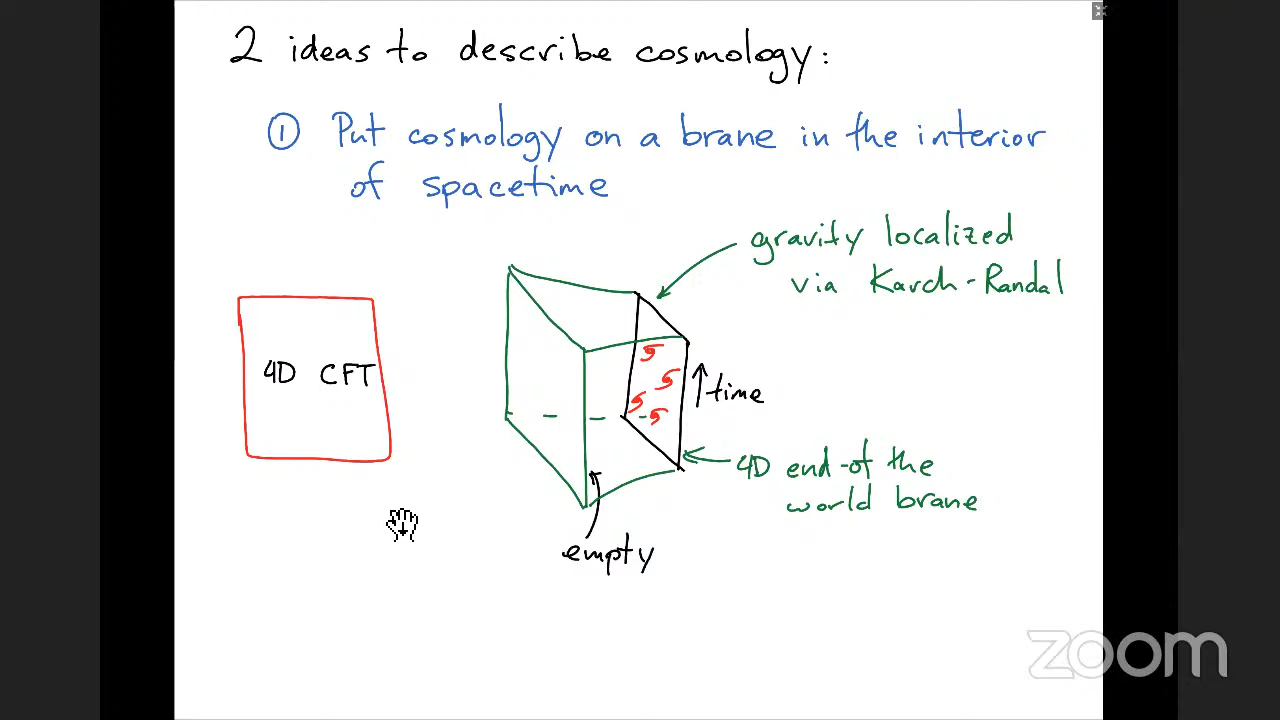 2 ideas to describe cosmology:
① Put cosmology on a brane in the interior
of spacetime
gravity localized
via Karch-Randal
4D CFT
time
4D end-of the
world brane
empty
zoom